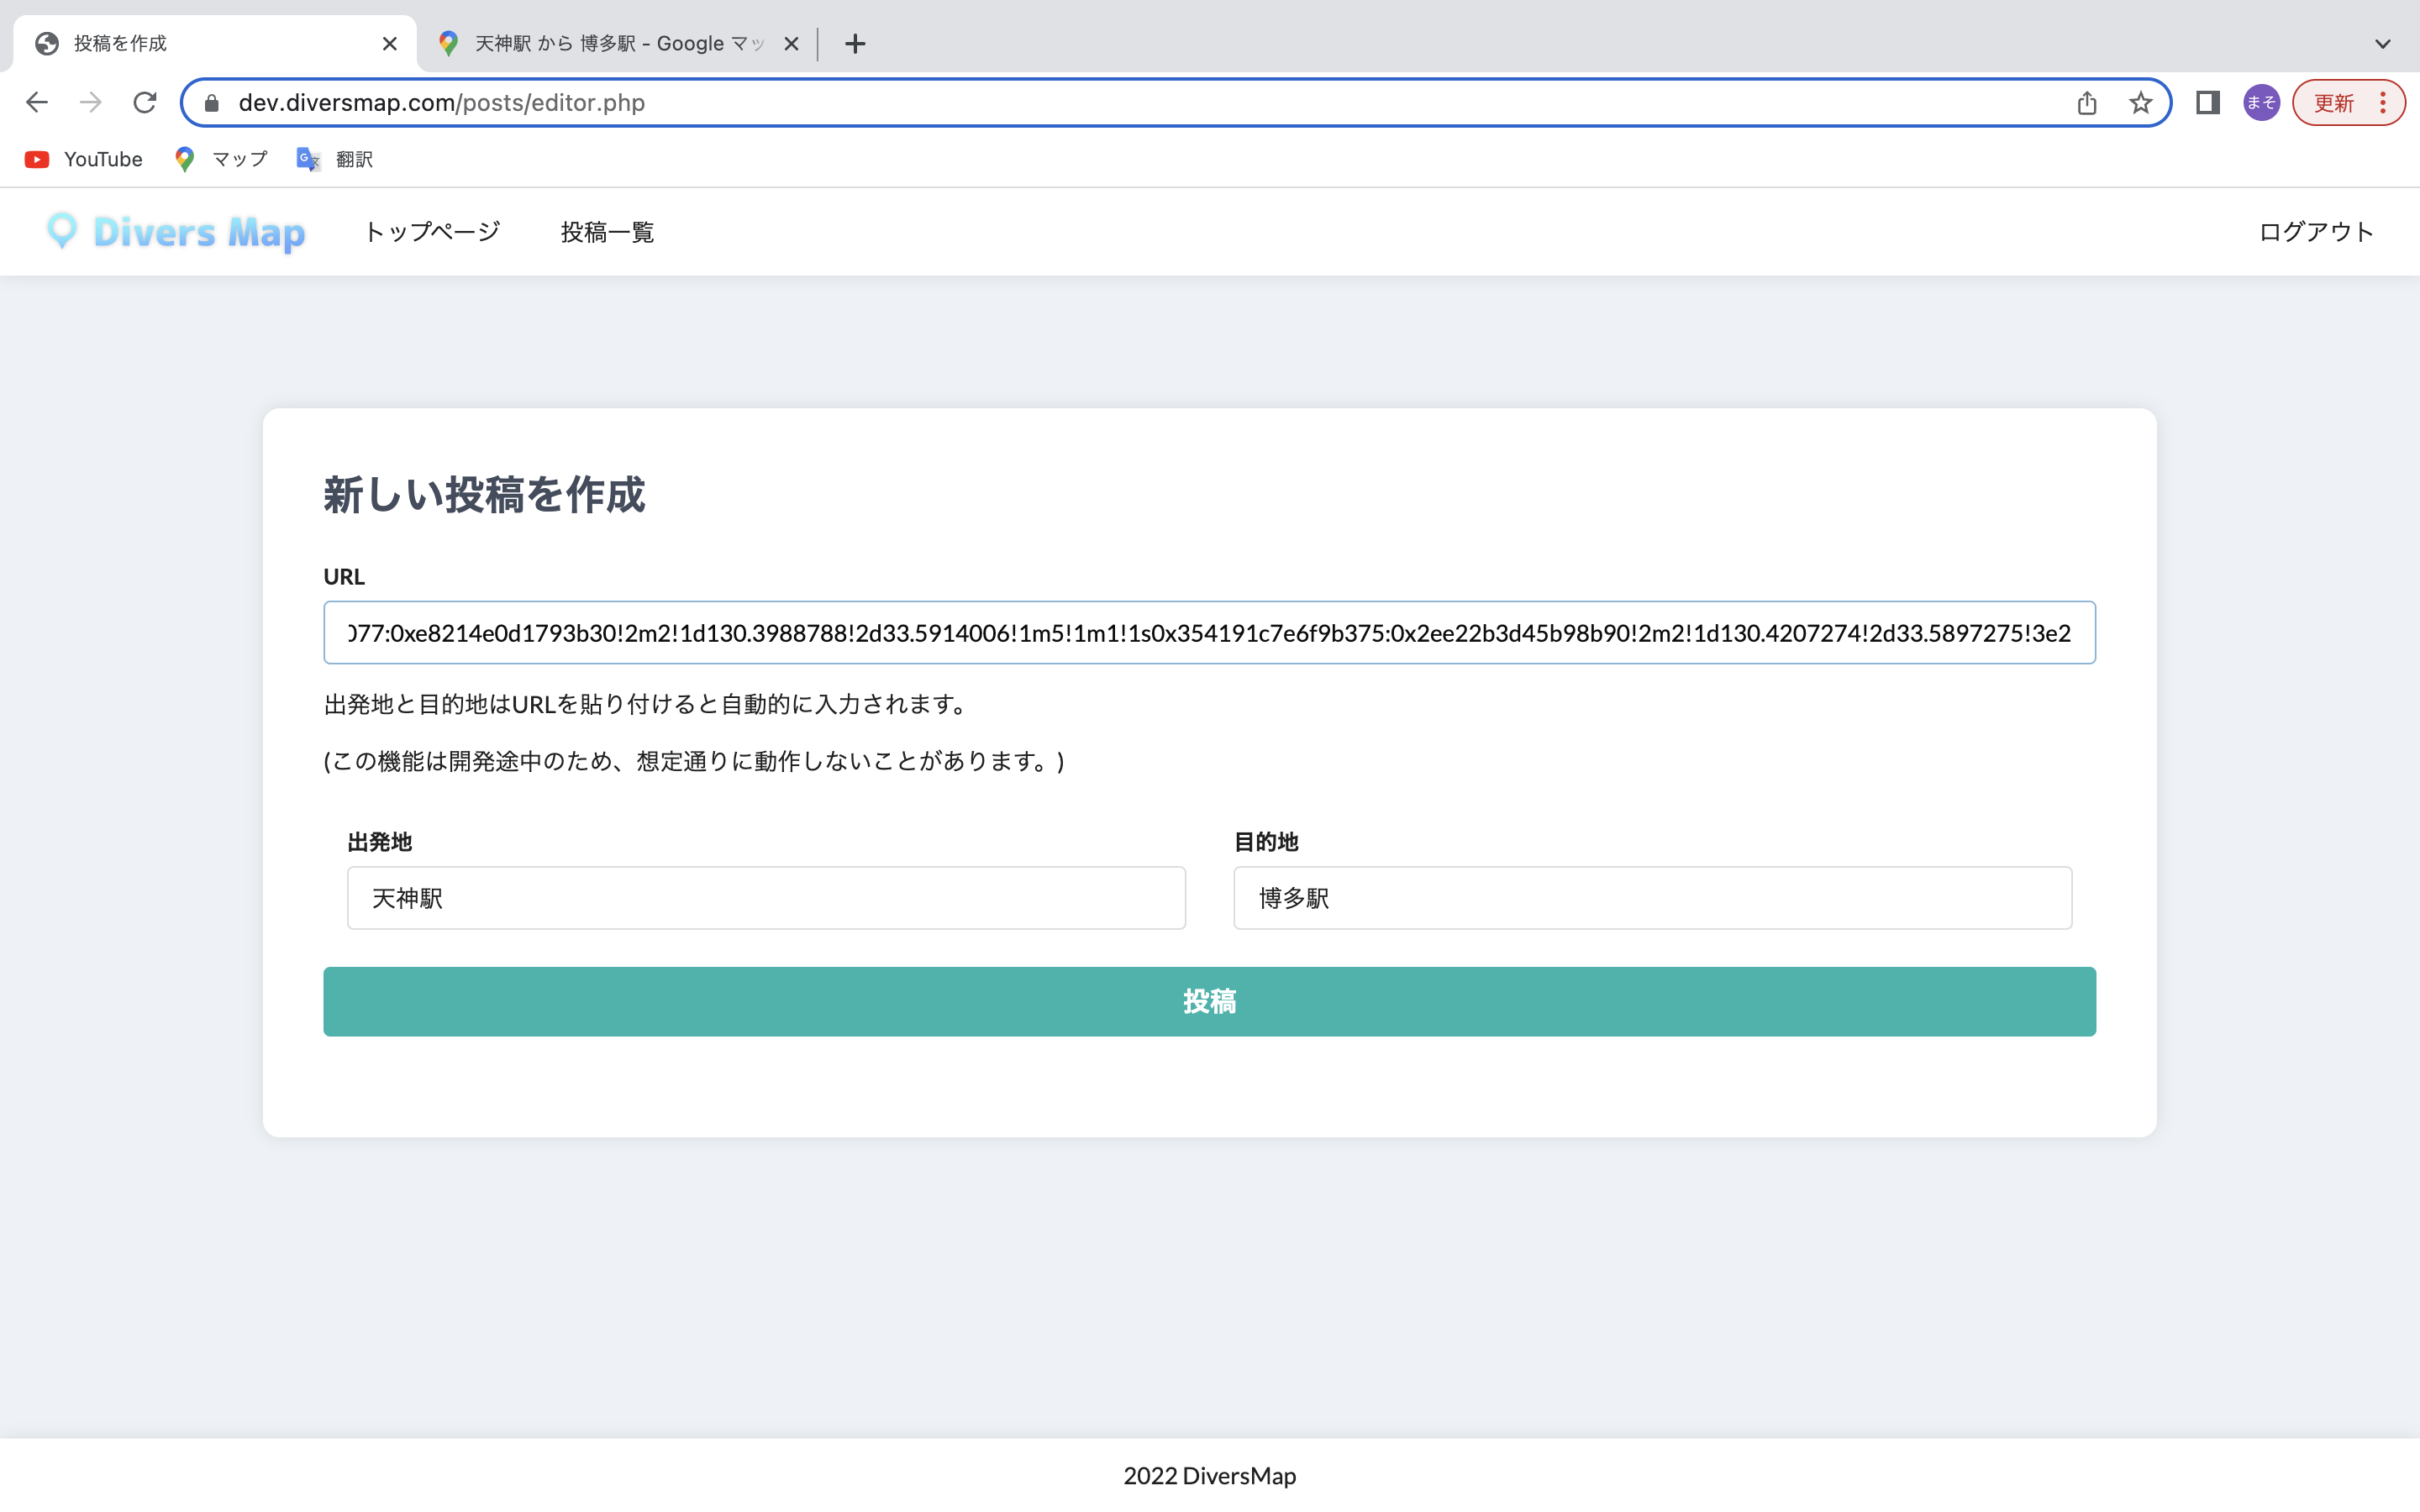 投稿を作成
天神駅 から 博多駅 - Google マッ
dev.diversmap.com/posts/editor.php
まそ
更新
YouTube
マップ
翻訳
Divers Map
トップページ
投稿一覧
ログアウト
新しい投稿を作成
URL
077:0xe8214e0d1793b30!2m2!1d130.3988788!2d33.5914006!1m5!1m1!1s0x354191c7e6f9b375:0x2ee22b3d45b98b90!2m2!1d130.4207274!2d33.5897275!3e2
出発地と目的地はURLを貼り付けると自動的に入力されます。
(この機能は開発途中のため、想定通りに動作しないことがあります。)
出発地
目的地
天神駅
博多駅
投稿
2022 DiversMap